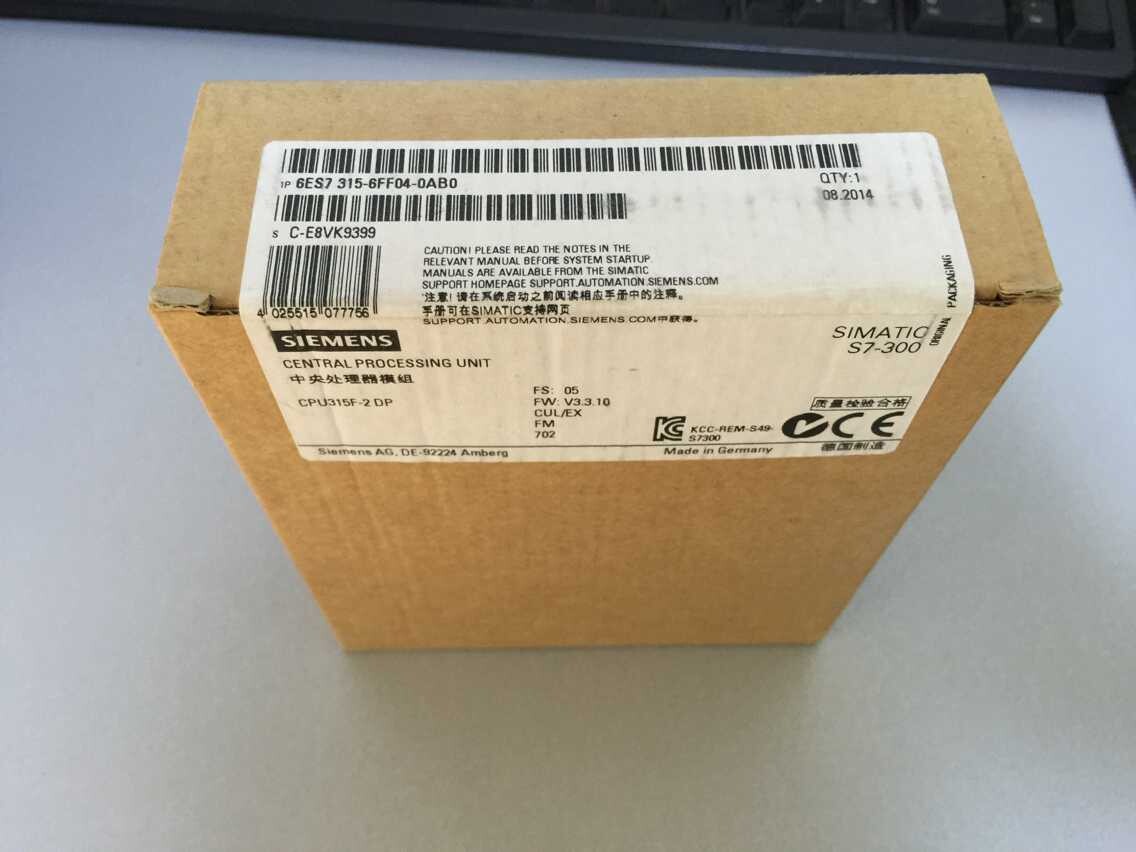 1P 6ES7 315-6FF04-0AB0
QTY:1
08.2014
S C-E8VK9399
CAUTION! PLEASE READ THE NOTES IN THE
RELEVANT MANUAL BEFORE SYSTEM STARTUP.
MANUALS ARE AVAILABLE FROM THE SIMATIC
SUPPORT HOMEPAGE SUPPORT.AUTOMATION.SIEMENS.COM
注意! 请在系统启动之前阅读相应手册中的注释。
手册可在SIMATIC支持网页
SUPPORT.AUTOMATION.SIEMENS.COM中获得。
4 025515 077756
ORIGINAL PACKAGING
SIEMENS
SIMATIC
S7-300
CENTRAL PROCESSING UNIT
中央处理器模组
CPU315F-2 DP
FS: 05
FW: V3.3.10
CUL/EX
FM
702
KCC-REM-S49-
S7300
质量检验合格
CE
Siemens AG, DE-92224 Amberg
Made in Germany
德国制造